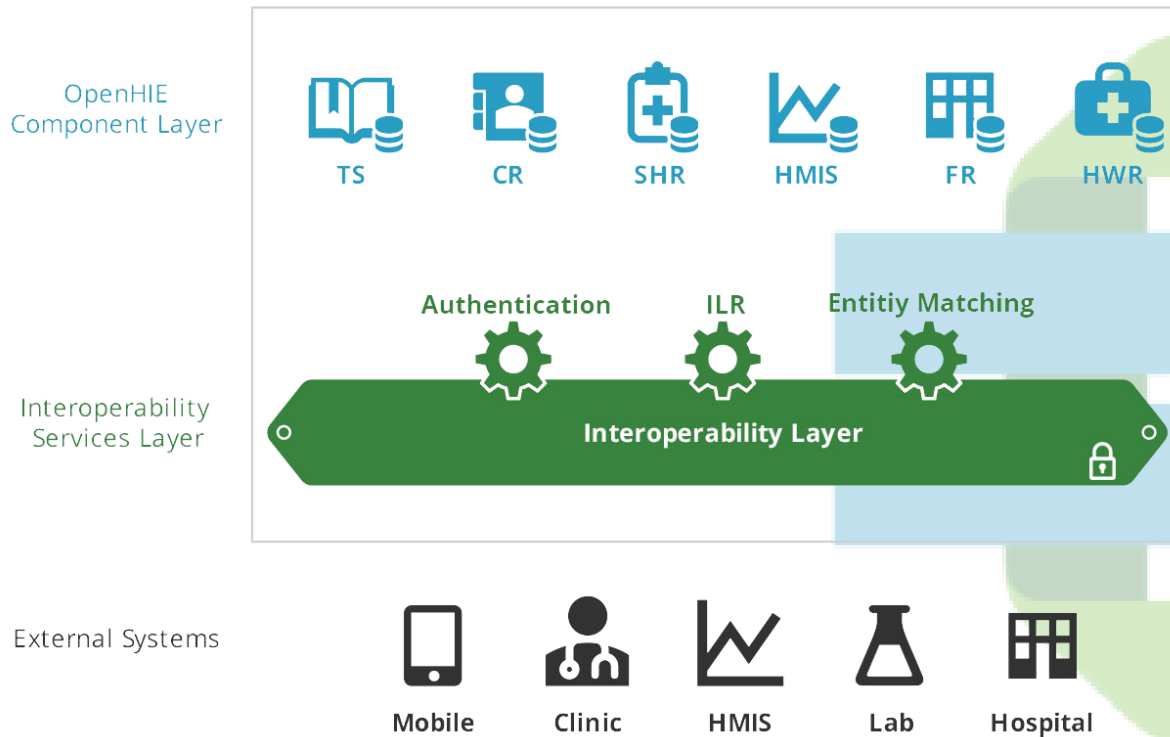 OpenHIE
Component Layer
TS
CR
SHR
HMIS
FR
HWR
Authentication
ILR
Entitiy Matching
Interoperability
Services Layer
Interoperability Layer
External Systems
Mobile
Clinic
HMIS
Lab
Hospital